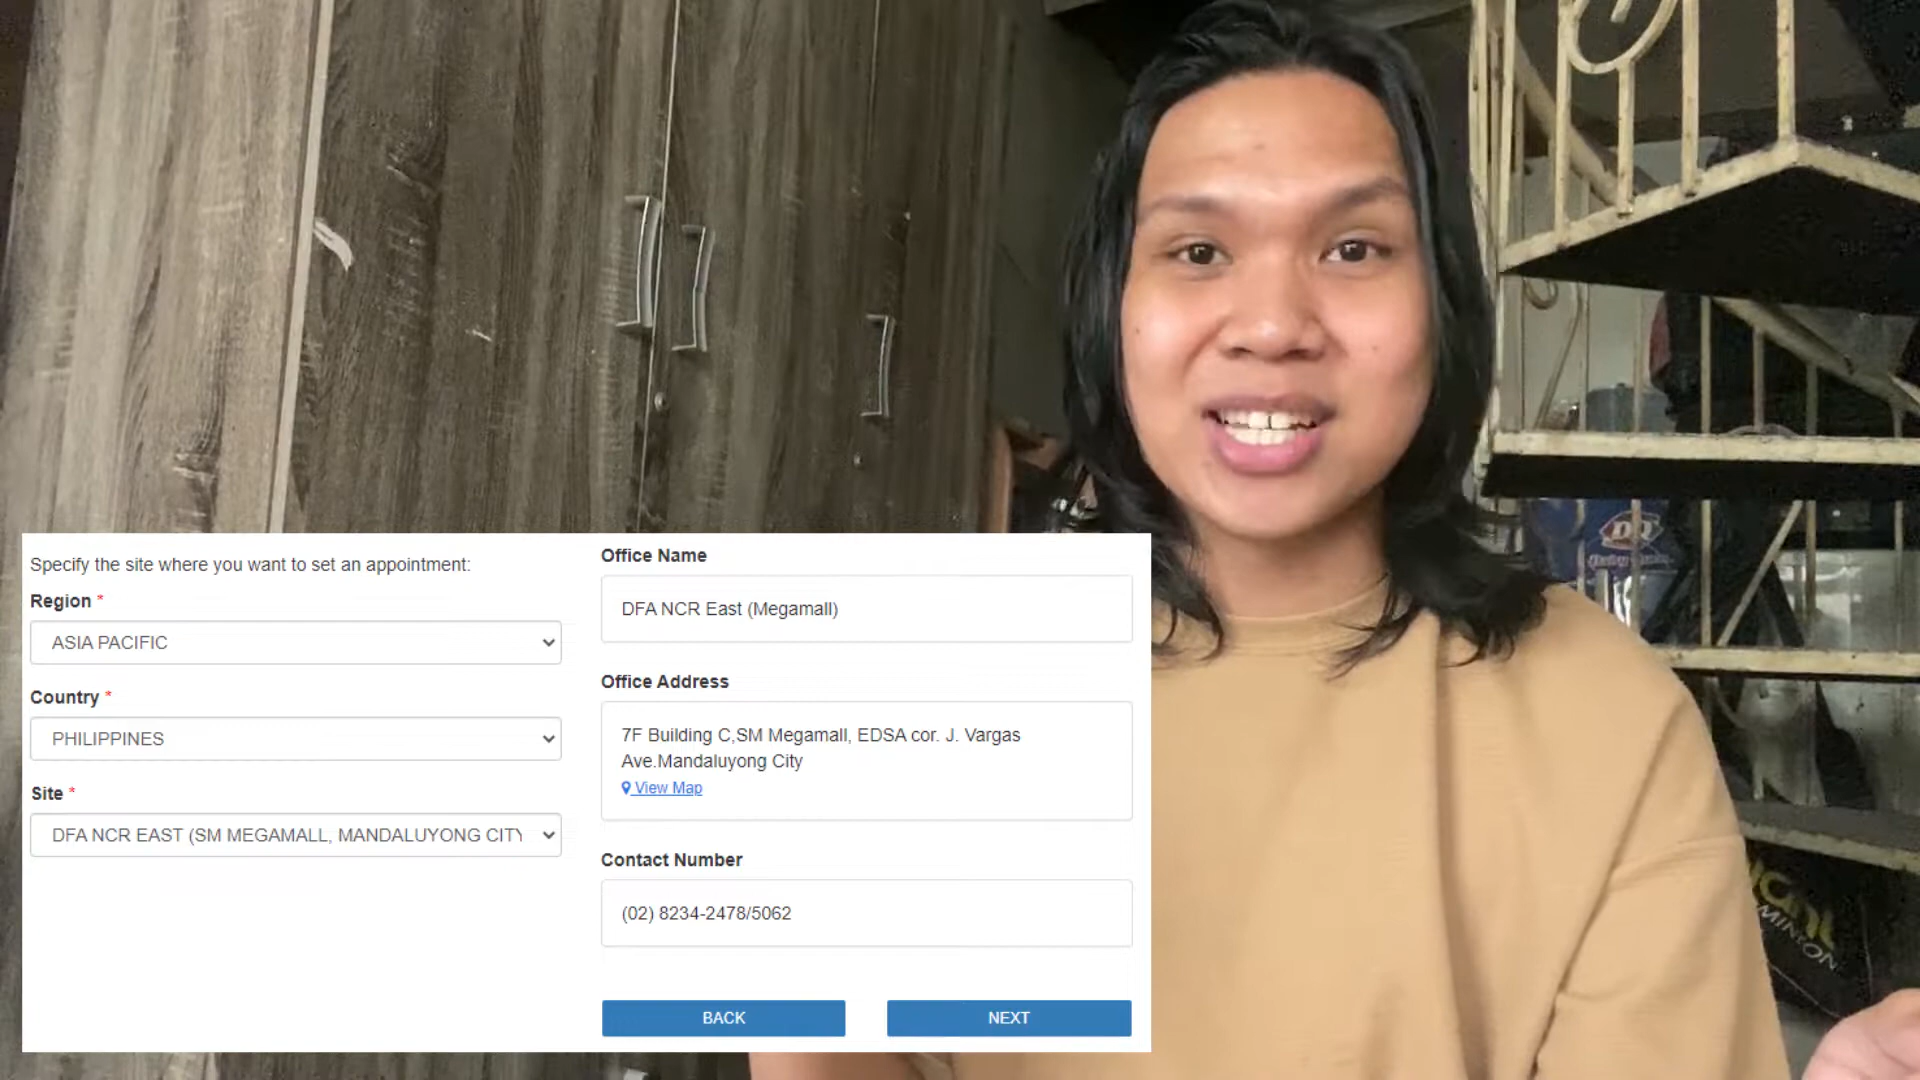 Specify the site where you want to set an appointment:
Region *
ASIA PACIFIC
Country *
PHILIPPINES
Site *
DFA NCR EAST (SM MEGAMALL, MANDALUYONG CITY
Office Name
DFA NCR East (Megamall)
Office Address
7F Building C,SM Megamall, EDSA cor. J. Vargas
Ave.Mandaluyong City
View Map
Contact Number
(02) 8234-2478/5062
BACK
NEXT
DQ